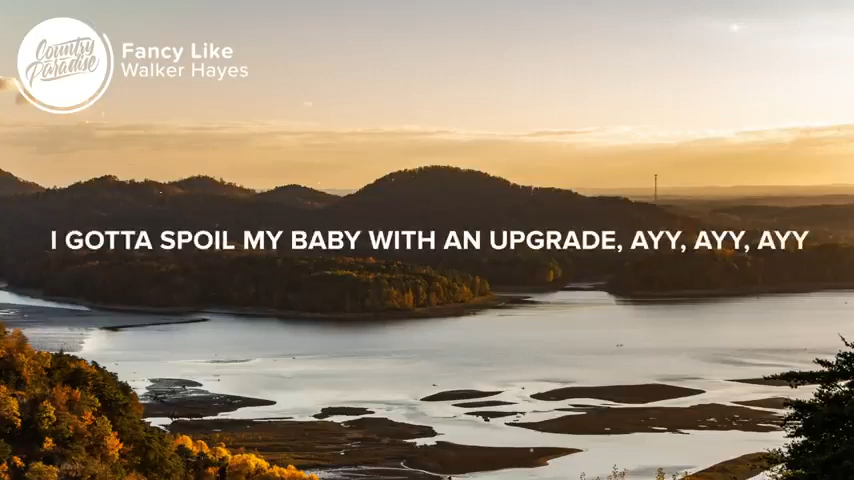 Country
Paradise
Fancy Like
Walker Hayes
I GOTTA SPOIL MY BABY WITH AN UPGRADE, AYY, AYY, AYY